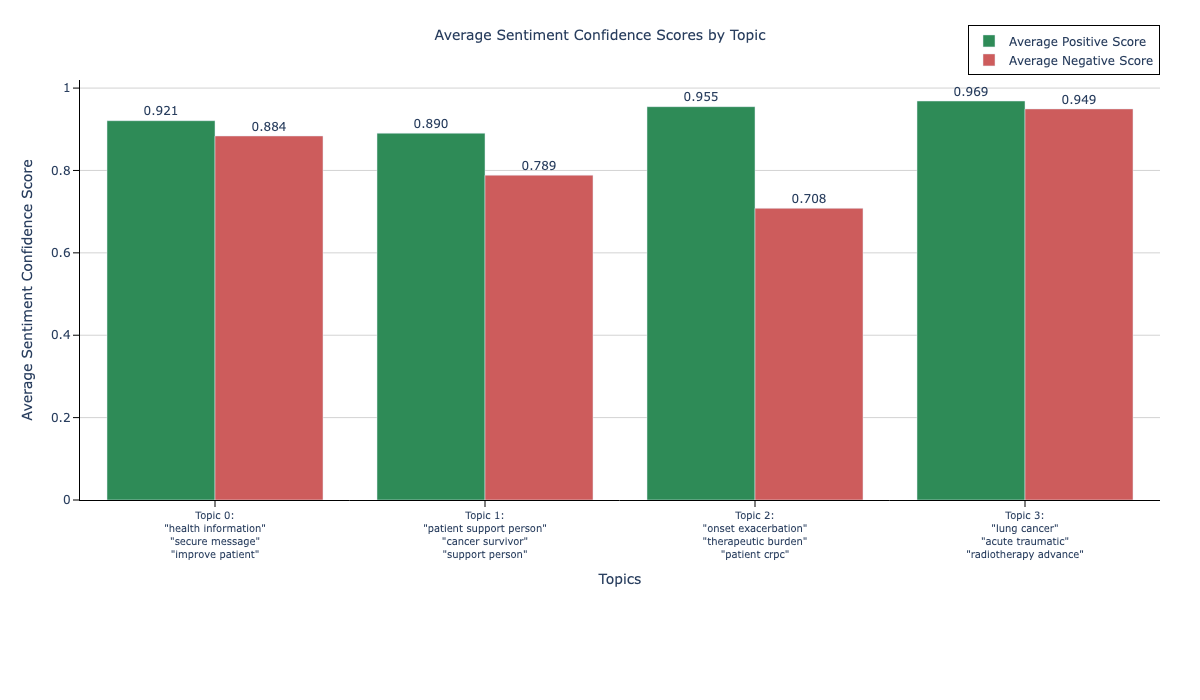 Average Sentiment Confidence Scores by Topic
Average Positive Score
Average Negative Score
Average Sentiment Confidence Score
1
0.8
0.6
0.4
0.2
0
0.921
0.884
0.890
0.789
0.955
0.708
0.969
0.949
Topic 0:
"health information"
"secure message"
"improve patient"
Topic 1:
"patient support person"
"cancer survivor"
"support person"
Topic 2:
"onset exacerbation"
"therapeutic burden"
"patient crpc"
Topic 3:
"lung cancer"
"acute traumatic"
"radiotherapy advance"
Topics